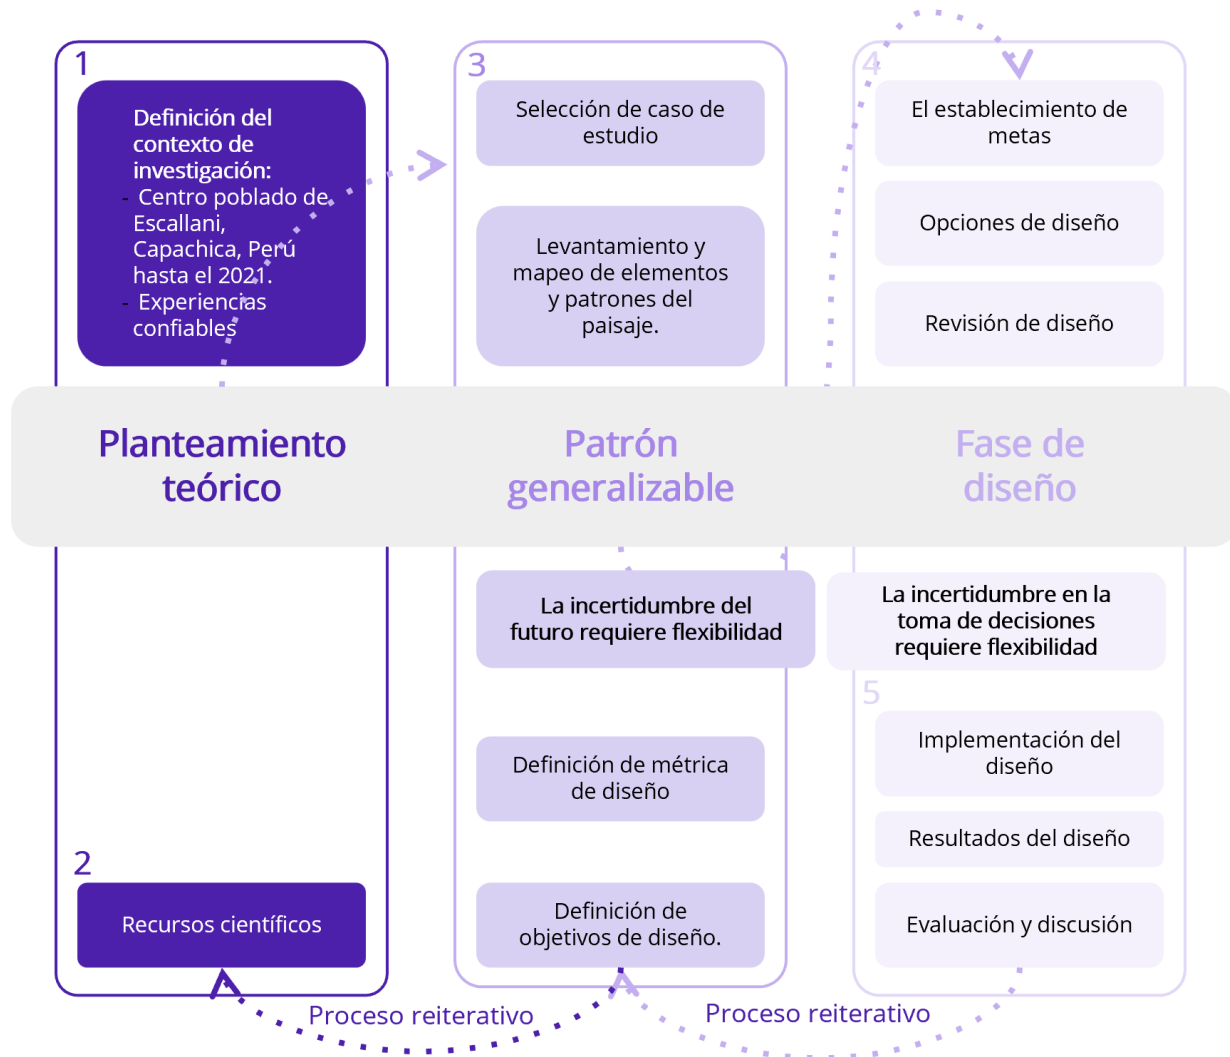 1
Definición del
contexto de
investigación:
- Centro poblado de
Escallani,
Capachica, Perú
hasta el 2021.
- Experiencias
confiables
Planteamiento
teórico
2
Recursos científicos
3
Selección de caso de
estudio
Levantamiento y
mapeo de elementos
y patrones del
paisaje.
Patrón
generalizable
La incertidumbre del
futuro requiere flexibilidad
Definición de métrica
de diseño
Definición de
objetivos de diseño.
4
El establecimiento de
metas
Opciones de diseño
Revisión de diseño
Fase de
diseño
La incertidumbre en la
toma de decisiones
requiere flexibilidad
5
Implementación del
diseño
Resultados del diseño
Evaluación y discusión
Proceso reiterativo
Proceso reiterativo